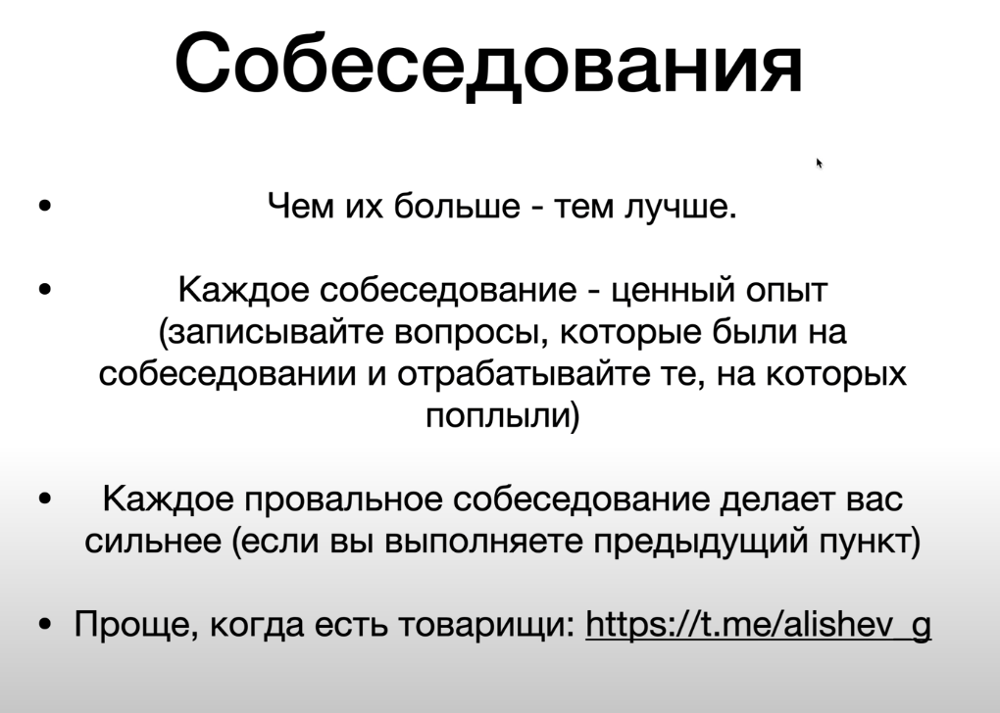 Собеседования
• Чем их больше - тем лучше.
• Каждое собеседование - ценный опыт
(записывайте вопросы, которые были на
собеседовании и отрабатывайте те, на которых
поплыли)
• Каждое провальное собеседование делает вас
сильнее (если вы выполняете предыдущий пункт)
• Проще, когда есть товарищи: https://t.me/alishev_g